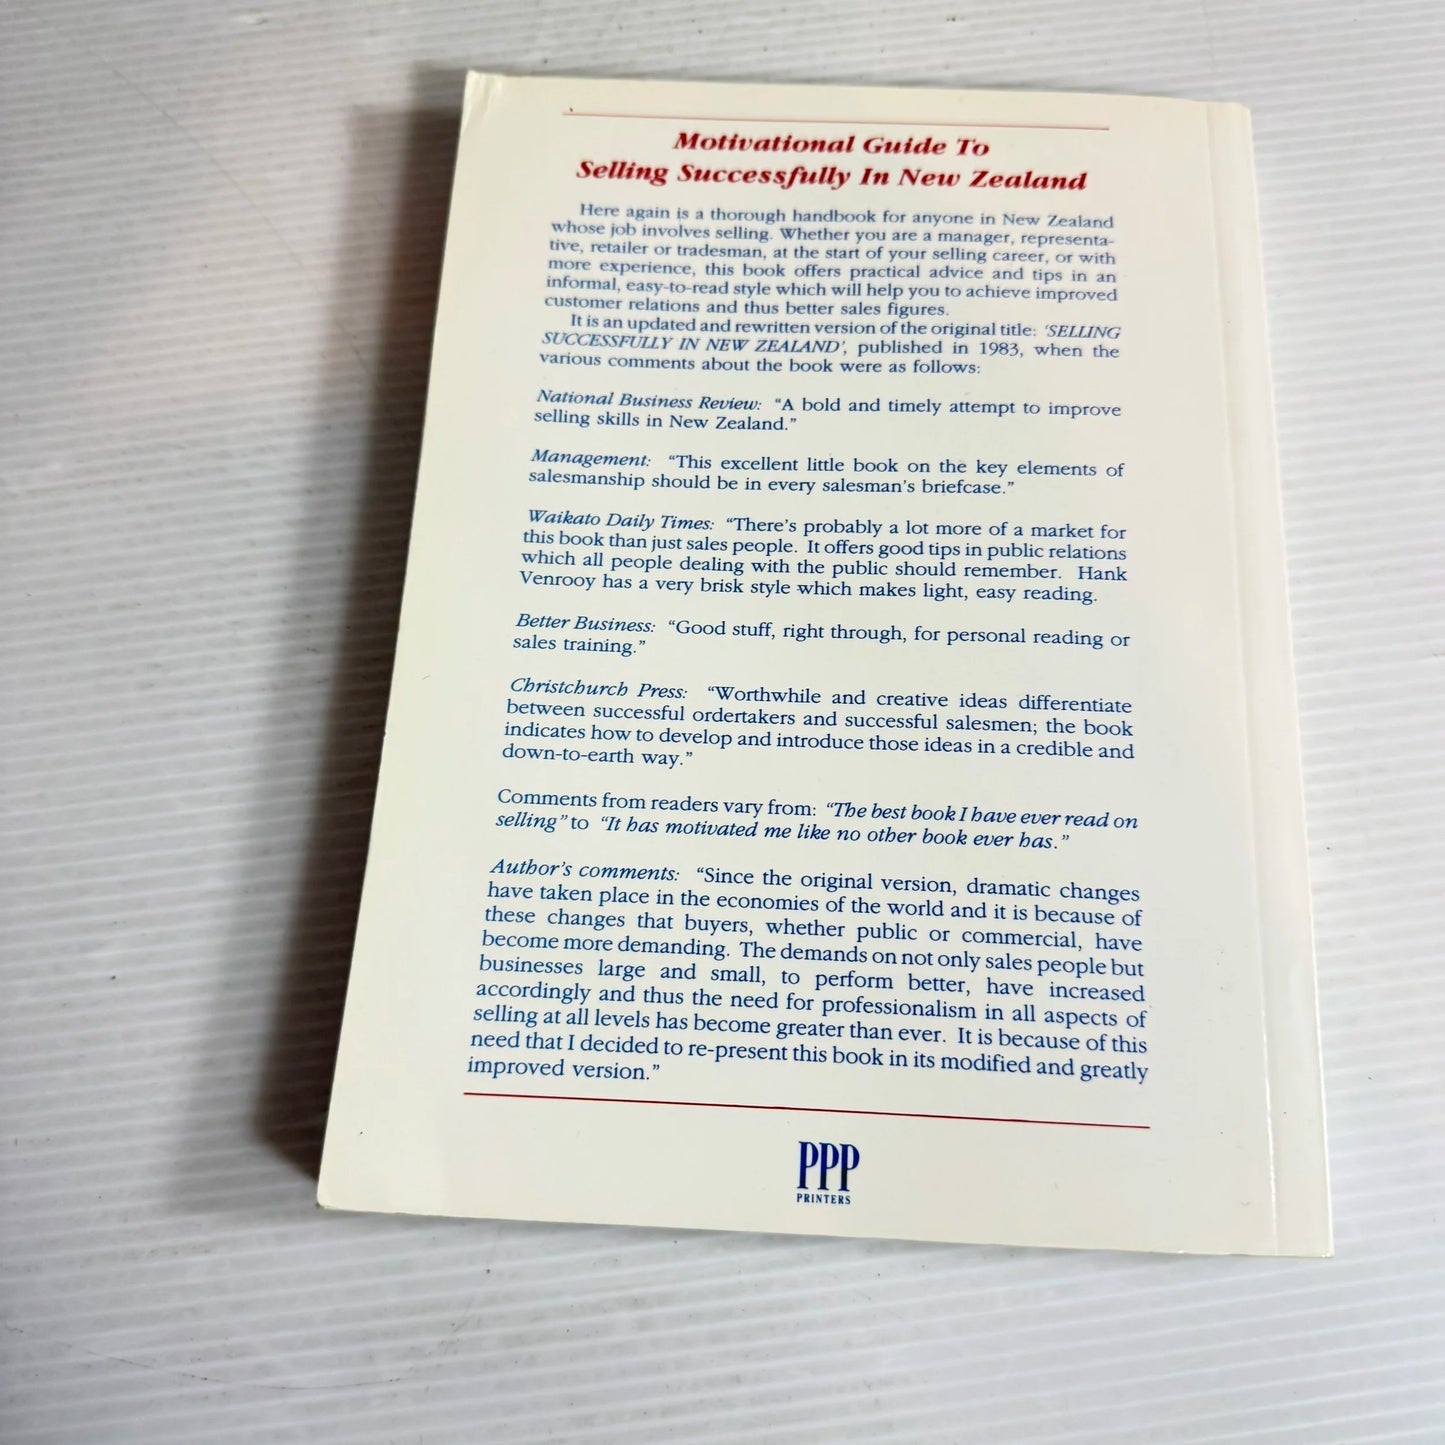 Motivational Guide To
Selling Successfully In New Zealand
Here again is a thorough handbook for anyone in New Zealand
whose job involves selling. Whether you are a manager, representa-
tive, retailer or tradesman, at the start of your selling career, or with
more experience, this book offers practical advice and tips in an
informal, easy-to-read style which will help you to achieve improved
customer relations and thus better sales figures.
It is an updated and rewritten version of the original title: ‘SELLING
SUCCESSFULLY IN NEW ZEALAND’, published in 1983, when the
various comments about the book were as follows:
National Business Review: “A bold and timely attempt to improve
selling skills in New Zealand.”
Management: “This excellent little book on the key elements of
salesmanship should be in every salesman’s briefcase.”
Waikato Daily Times: “There’s probably a lot more of a market for
this book than just sales people. It offers good tips in public relations
which all people dealing with the public should remember. Hank
Venrooy has a very brisk style which makes light, easy reading.
Better Business: “Good stuff, right through, for personal reading or
sales training.”
Christchurch Press: “Worthwhile and creative ideas differentiate
between successful ordertakers and successful salesmen; the book
indicates how to develop and introduce those ideas in a credible and
down-to-earth way.”
Comments from readers vary from: “The best book I have ever read on
selling” to “It has motivated me like no other book ever has.”
Author’s comments: “Since the original version, dramatic changes
have taken place in the economies of the world and it is because of
these changes that buyers, whether public or commercial, have
become more demanding. The demands on not only sales people but
businesses large and small, to perform better, have increased
accordingly and thus the need for professionalism in all aspects of
selling at all levels has become greater than ever. It is because of this
need that I decided to re-present this book in its modified and greatly
improved version.”
PPP
PRINTERS